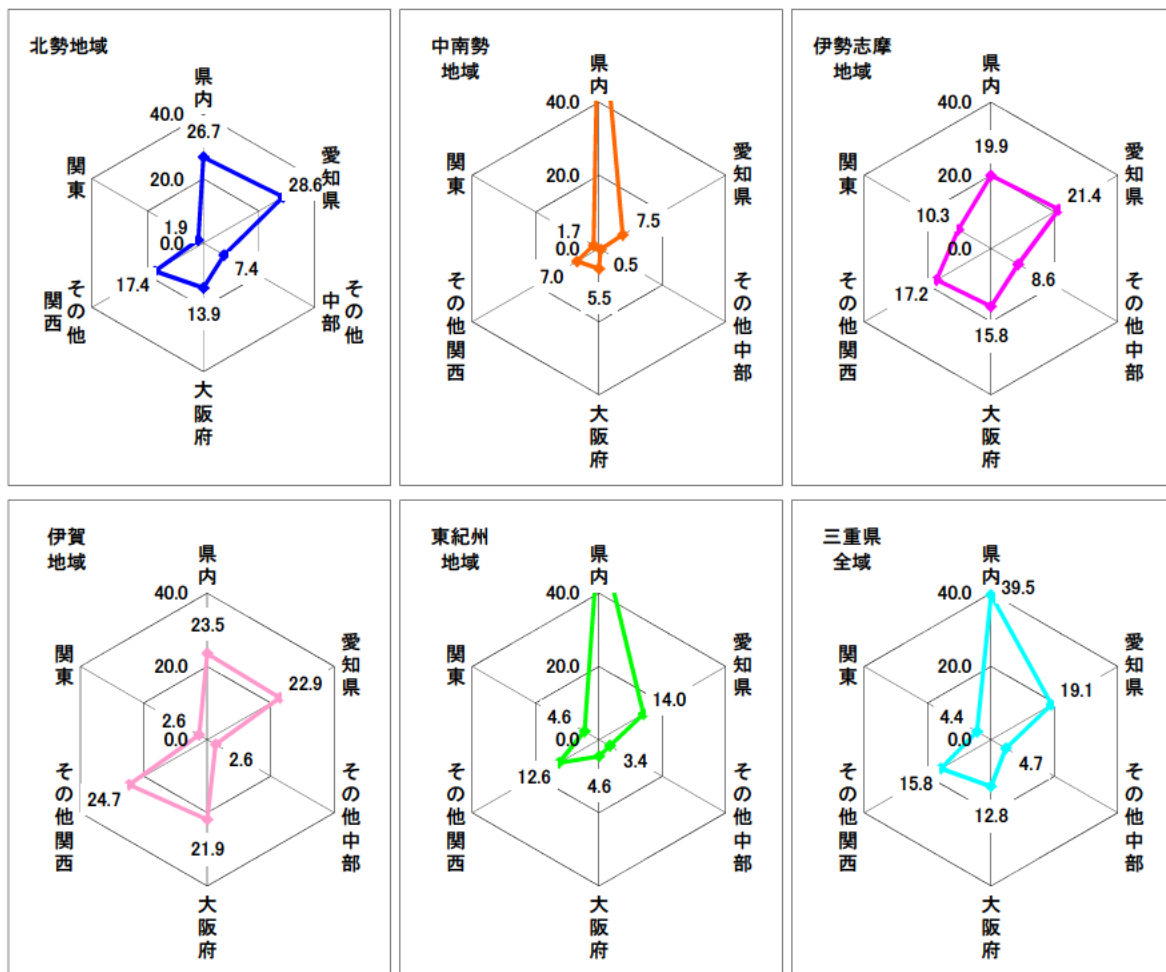 北勢地域
県内
40.0
26.7
愛知県
28.6
関東
20.0
1.9
0.0
7.4
17.4
その他関西
13.9
その他中部
大阪府
中南勢
地域
県内
40.0
愛知県
関東
20.0
7.5
1.7
0.0
0.5
7.0
5.5
その他関西
その他中部
大阪府
伊勢志摩
地域
県内
40.0
19.9
愛知県
関東
20.0
21.4
10.3
0.0
8.6
17.2
15.8
その他関西
その他中部
大阪府
伊賀
地域
県内
40.0
23.5
愛知県
関東
20.0
22.9
2.6
0.0
2.6
24.7
21.9
その他関西
その他中部
大阪府
東紀州
地域
県内
40.0
愛知県
関東
20.0
14.0
4.6
0.0
3.4
12.6
4.6
その他関西
その他中部
大阪府
三重県
全域
県内
40.0
39.5
愛知県
関東
20.0
19.1
4.4
0.0
4.7
15.8
12.8
その他関西
その他中部
大阪府